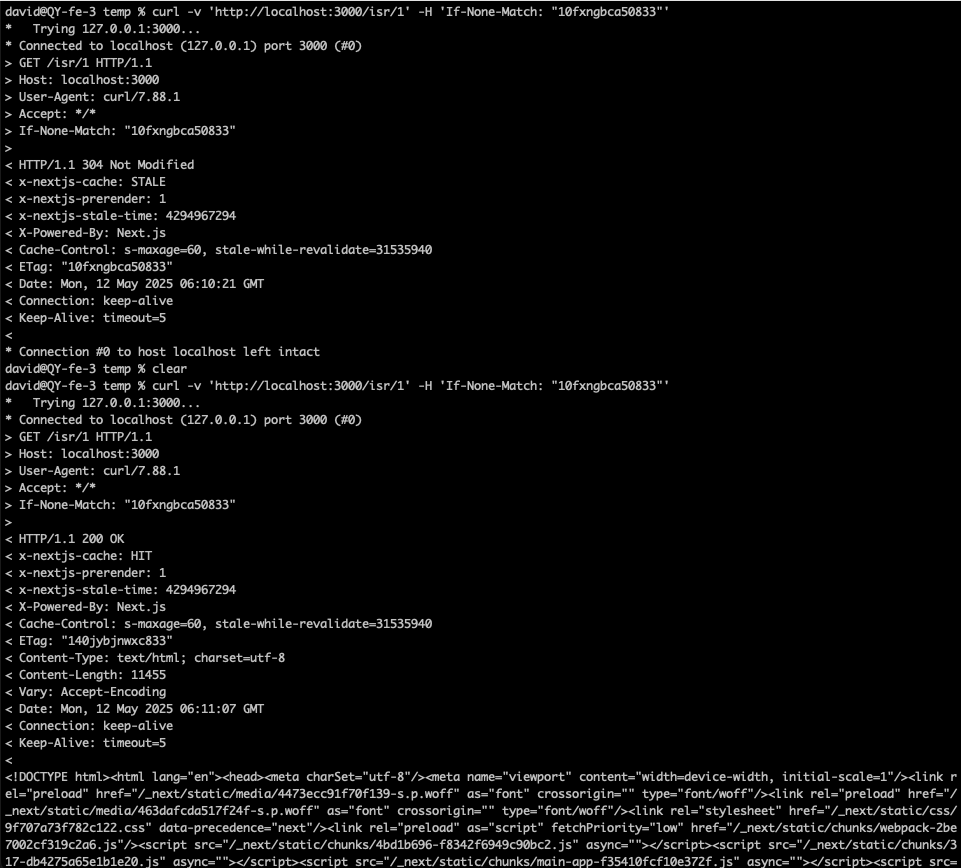 david@QY-fe-3 temp % curl -v 'http://localhost:3000/isr/1' -H 'If-None-Match: "10fxngbca50833"'
*   Trying 127.0.0.1:3000...
* Connected to localhost (127.0.0.1) port 3000 (#0)
> GET /isr/1 HTTP/1.1
> Host: localhost:3000
> User-Agent: curl/7.88.1
> Accept: */*
> If-None-Match: "10fxngbca50833"
>
< HTTP/1.1 304 Not Modified
< x-nextjs-cache: STALE
< x-nextjs-prerender: 1
< x-nextjs-stale-time: 4294967294
< X-Powered-By: Next.js
< Cache-Control: s-maxage=60, stale-while-revalidate=31535940
< ETag: "10fxngbca50833"
< Date: Mon, 12 May 2025 06:10:21 GMT
< Connection: keep-alive
< Keep-Alive: timeout=5
<
* Connection #0 to host localhost left intact
david@QY-fe-3 temp % clear
david@QY-fe-3 temp % curl -v 'http://localhost:3000/isr/1' -H 'If-None-Match: "10fxngbca50833"'
*   Trying 127.0.0.1:3000...
* Connected to localhost (127.0.0.1) port 3000 (#0)
> GET /isr/1 HTTP/1.1
> Host: localhost:3000
> User-Agent: curl/7.88.1
> Accept: */*
> If-None-Match: "10fxngbca50833"
>
< HTTP/1.1 200 OK
< x-nextjs-cache: HIT
< x-nextjs-prerender: 1
< x-nextjs-stale-time: 4294967294
< X-Powered-By: Next.js
< Cache-Control: s-maxage=60, stale-while-revalidate=31535940
< ETag: "140jybjnwxc833"
< Content-Type: text/html; charset=utf-8
< Content-Length: 11455
< Vary: Accept-Encoding
< Date: Mon, 12 May 2025 06:11:07 GMT
< Connection: keep-alive
< Keep-Alive: timeout=5
<
<!DOCTYPE html><html lang="en"><head><meta charSet="utf-8"/><meta name="viewport" content="width=device-width, initial-scale=1"/><link r
el="preload" href="/_next/static/media/4473ecc91f70f139-s.p.woff" as="font" crossorigin="" type="font/woff"/><link rel="preload" href="/
_next/static/media/463dafcda517f24f-s.p.woff" as="font" crossorigin="" type="font/woff"/><link rel="stylesheet" href="/_next/static/css/
9f707a73f782c122.css" data-precedence="next"/><link rel="preload" as="script" fetchPriority="low" href="/_next/static/chunks/webpack-2be
7002cf319c2a6.js"/><script src="/_next/static/chunks/4bd1b696-f8342f6949c90bc2.js" async=""></script><script src="/_next/static/chunks/3
17-db4275a65e1b1e20.js" async=""></script><script src="/_next/static/chunks/main-app-f35410fcf10e372f.js" async=""></script><script src=